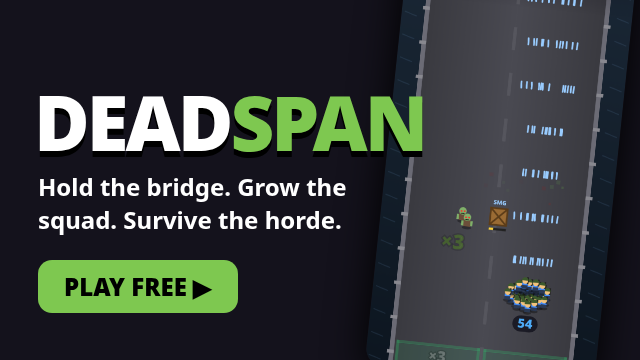 DEADSPAN
Hold the bridge. Grow the
squad. Survive the horde.
PLAY FREE ▶
SMG
×3
54
×3